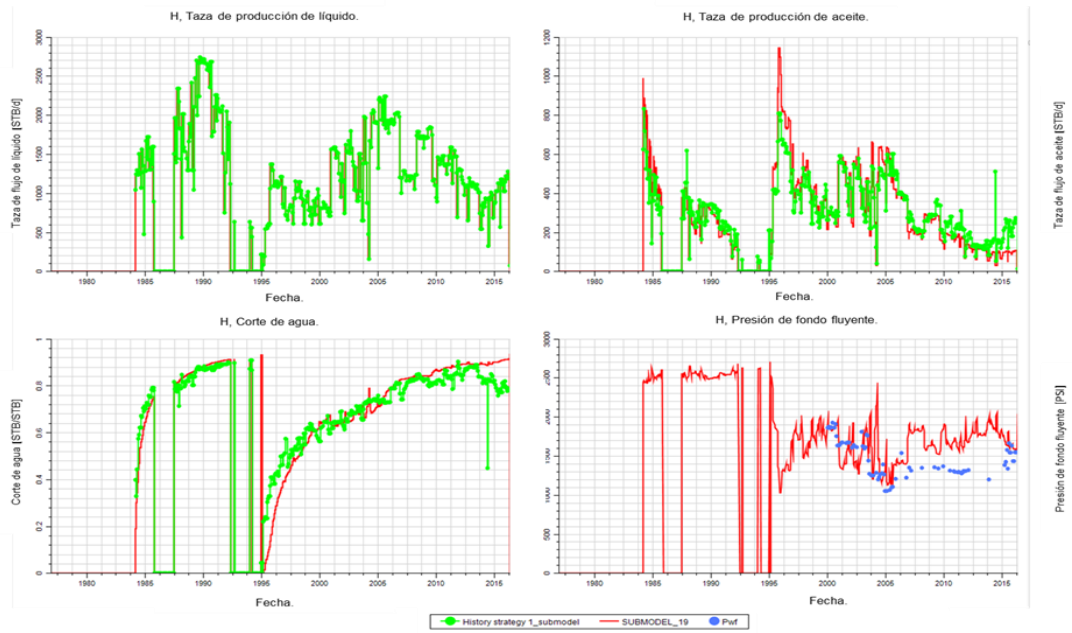 H, Taza de producción de líquido.
Taza de flujo de líquido [STB/d]
3000
2500
2000
1500
1000
500
0
1980 1985 1990 1995 2000 2005 2010 2015
Fecha.
H, Taza de producción de aceite.
Taza de flujo de aceite [STB/d]
1200
1000
800
600
400
200
0
1980 1985 1990 1995 2000 2005 2010 2015
Fecha.
H, Corte de agua.
Corte de agua [STB/STB]
1
0.8
0.6
0.4
0.2
0
1980 1985 1990 1995 2000 2005 2010 2015
Fecha.
H, Presión de fondo fluyente.
Presión de fondo fluyente [PSI]
3000
2500
2000
1500
1000
500
0
1980 1985 1990 1995 2000 2005 2010 2015
Fecha.
History strategy 1_submodel SUBMODEL_19 Pwf